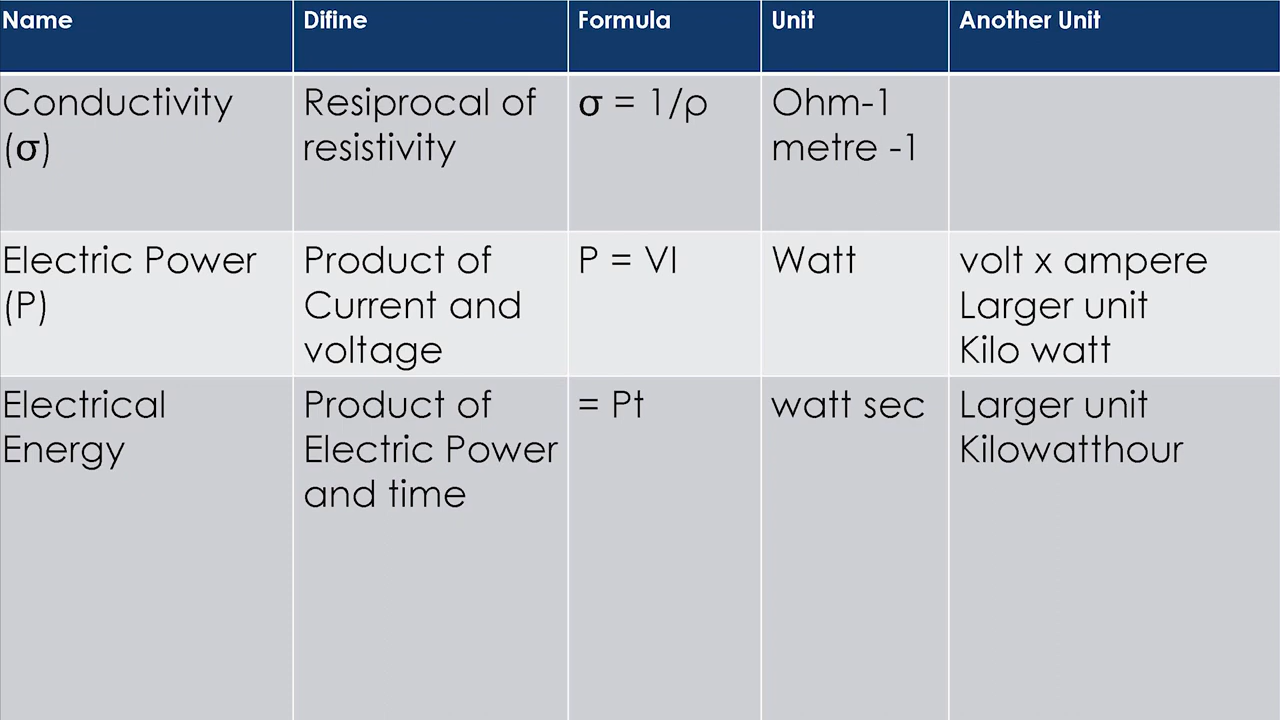 Name Difine Formula Unit Another Unit
Conductivity Resiprocal of σ = 1/ρ Ohm-1
(σ) resistivity metre -1
Electric Power Product of P = VI Watt volt x ampere
(P) Current and Larger unit
voltage Kilo watt
Electrical Product of = Pt watt sec Larger unit
Energy Electric Power Kilowatthour
and time